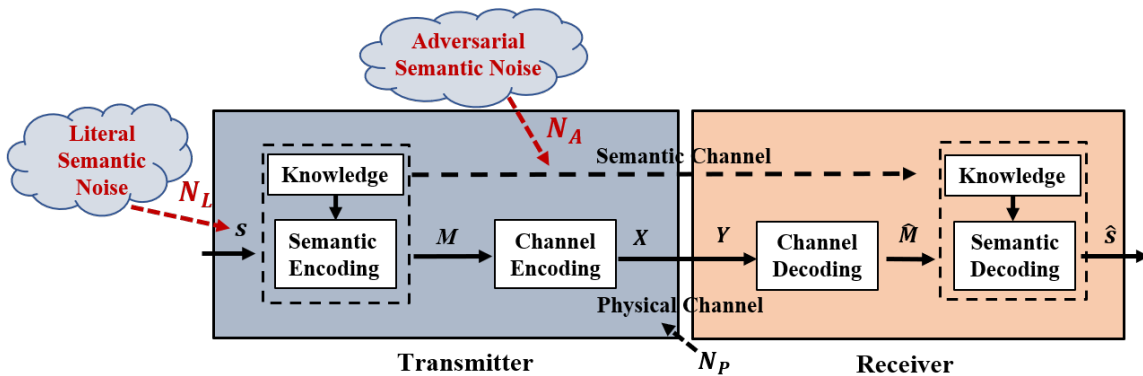 Adversarial
Semantic Noise
Literal
Semantic
Noise
N_A
N_L
Semantic Channel
Knowledge
Knowledge
s
Semantic
Encoding
M
Channel
Encoding
X
Y
Channel
Decoding
M̂
Semantic
Decoding
ŝ
Physical Channel
N_P
Transmitter
Receiver